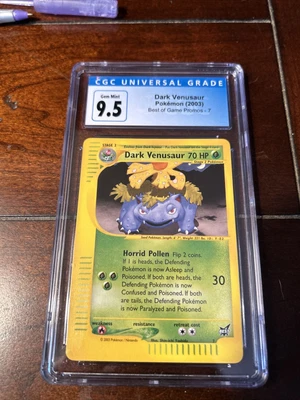 CGC UNIVERSAL GRADE
Gem Mint
9.5
Dark Venusaur
Pokémon (2003)
Best of Game Promos - 7
Dark Venusaur 70 HP
Horrid Pollen Flip 2 coins.
If 1 is heads, the Defending
Pokémon is now Asleep and
Poisoned. If both are heads, the
Defending Pokémon is now
Confused and Poisoned. If both
are tails, the Defending Pokémon
is now Paralyzed and Poisoned.
30
weakness
resistance
retreat cost